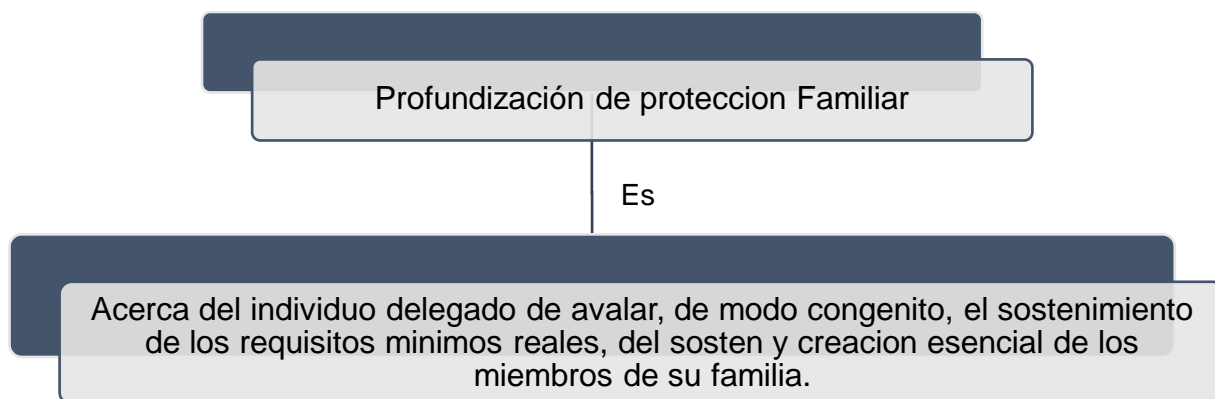 Profundización de proteccion Familiar
Es
Acerca del individuo delegado de avalar, de modo congenito, el sostenimiento
de los requisitos minimos reales, del sosten y creacion esencial de los
miembros de su familia.